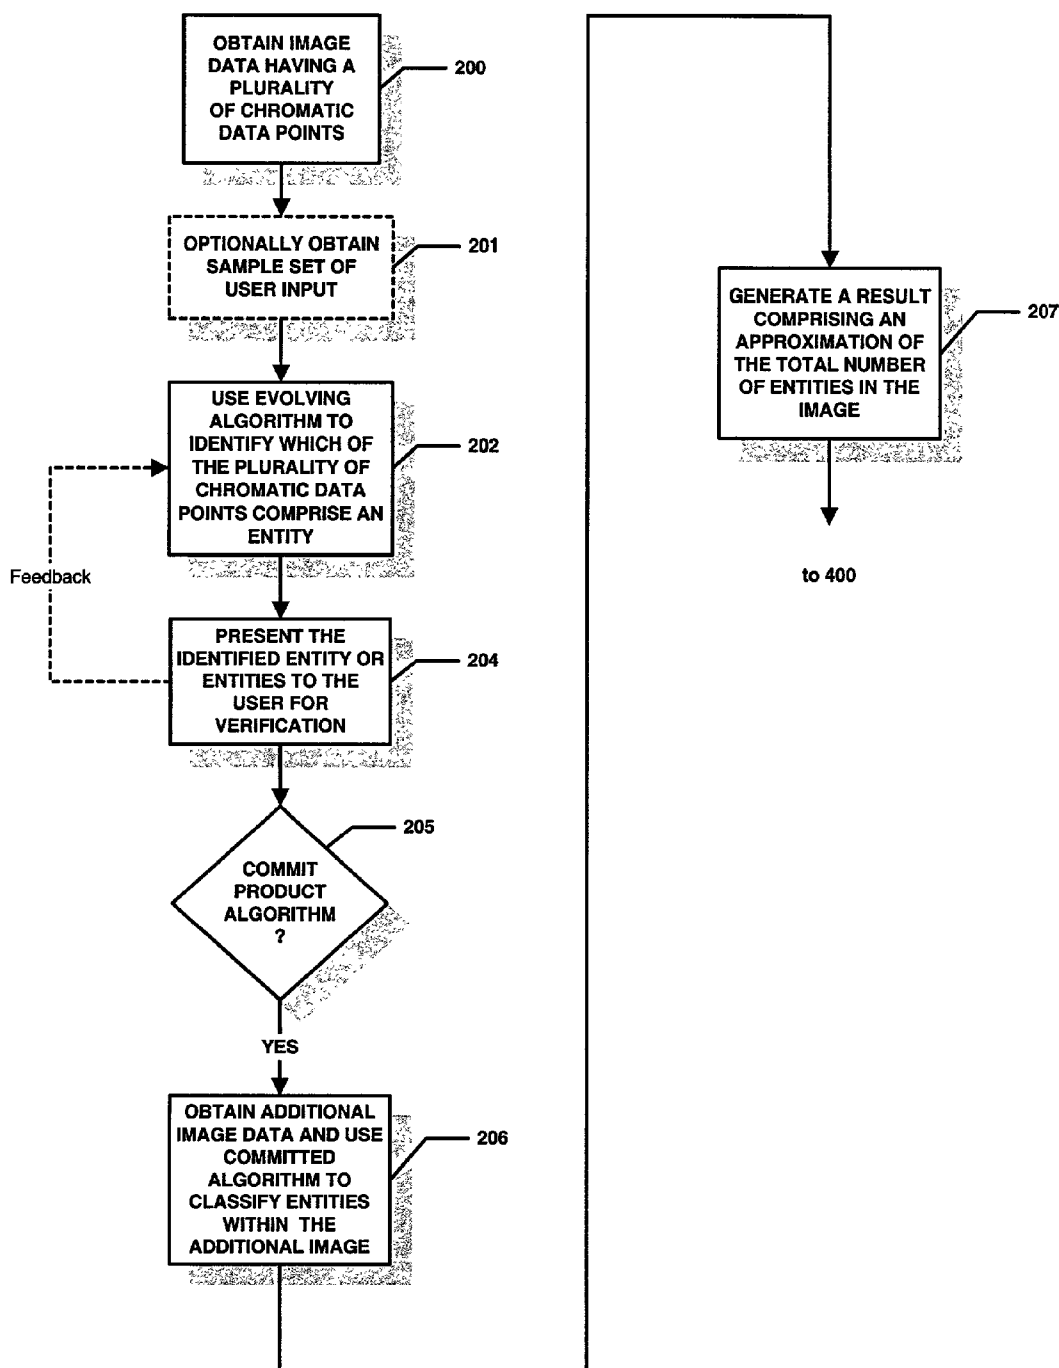 OBTAIN IMAGE
DATA HAVING A
PLURALITY
OF CHROMATIC
DATA POINTS
200
OPTIONALLY OBTAIN
SAMPLE SET OF
USER INPUT
201
USE EVOLVING
ALGORITHM TO
IDENTIFY WHICH OF
THE PLURALITY OF
CHROMATIC DATA
POINTS COMPRISE AN
ENTITY
202
Feedback
PRESENT THE
IDENTIFIED ENTITY OR
ENTITIES TO THE
USER FOR
VERIFICATION
204
COMMIT
PRODUCT
ALGORITHM
?
205
YES
OBTAIN ADDITIONAL
IMAGE DATA AND USE
COMMITTED
ALGORITHM TO
CLASSIFY ENTITIES
WITHIN THE
ADDITIONAL IMAGE
206
GENERATE A RESULT
COMPRISING AN
APPROXIMATION OF
THE TOTAL NUMBER
OF ENTITIES IN THE
IMAGE
207
to 400